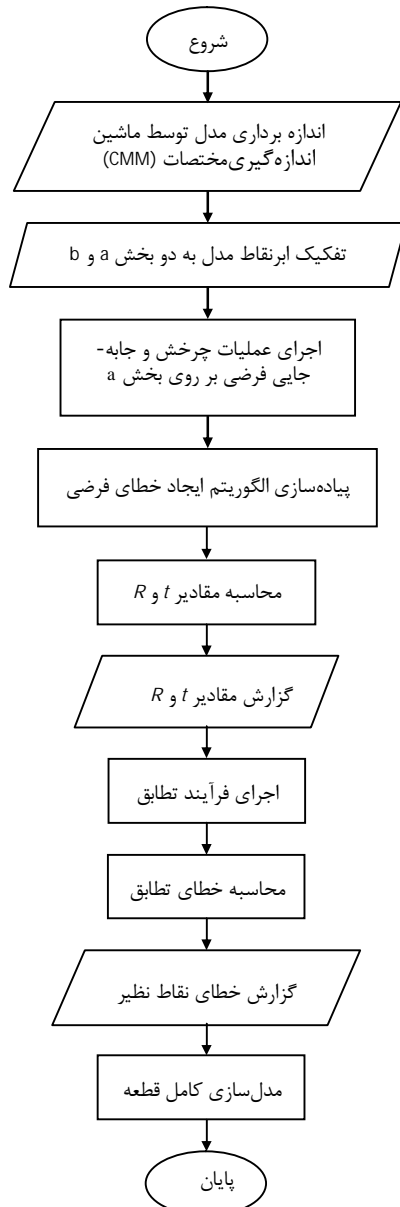 شروع
اندازه برداری مدل توسط ماشین
اندازه‌گیری‌مختصات (CMM)
تفکیک ابرنقاط مدل به دو بخش a و b
اجرای عملیات چرخش و جابه-
جایی فرضی بر روی بخش a
پیاده‌سازی الگوریتم ایجاد خطای فرضی
محاسبه مقادیر t و R
گزارش مقادیر t و R
اجرای فرآیند تطابق
محاسبه خطای تطابق
گزارش خطای نقاط نظیر
مدل‌سازی کامل قطعه
پایان